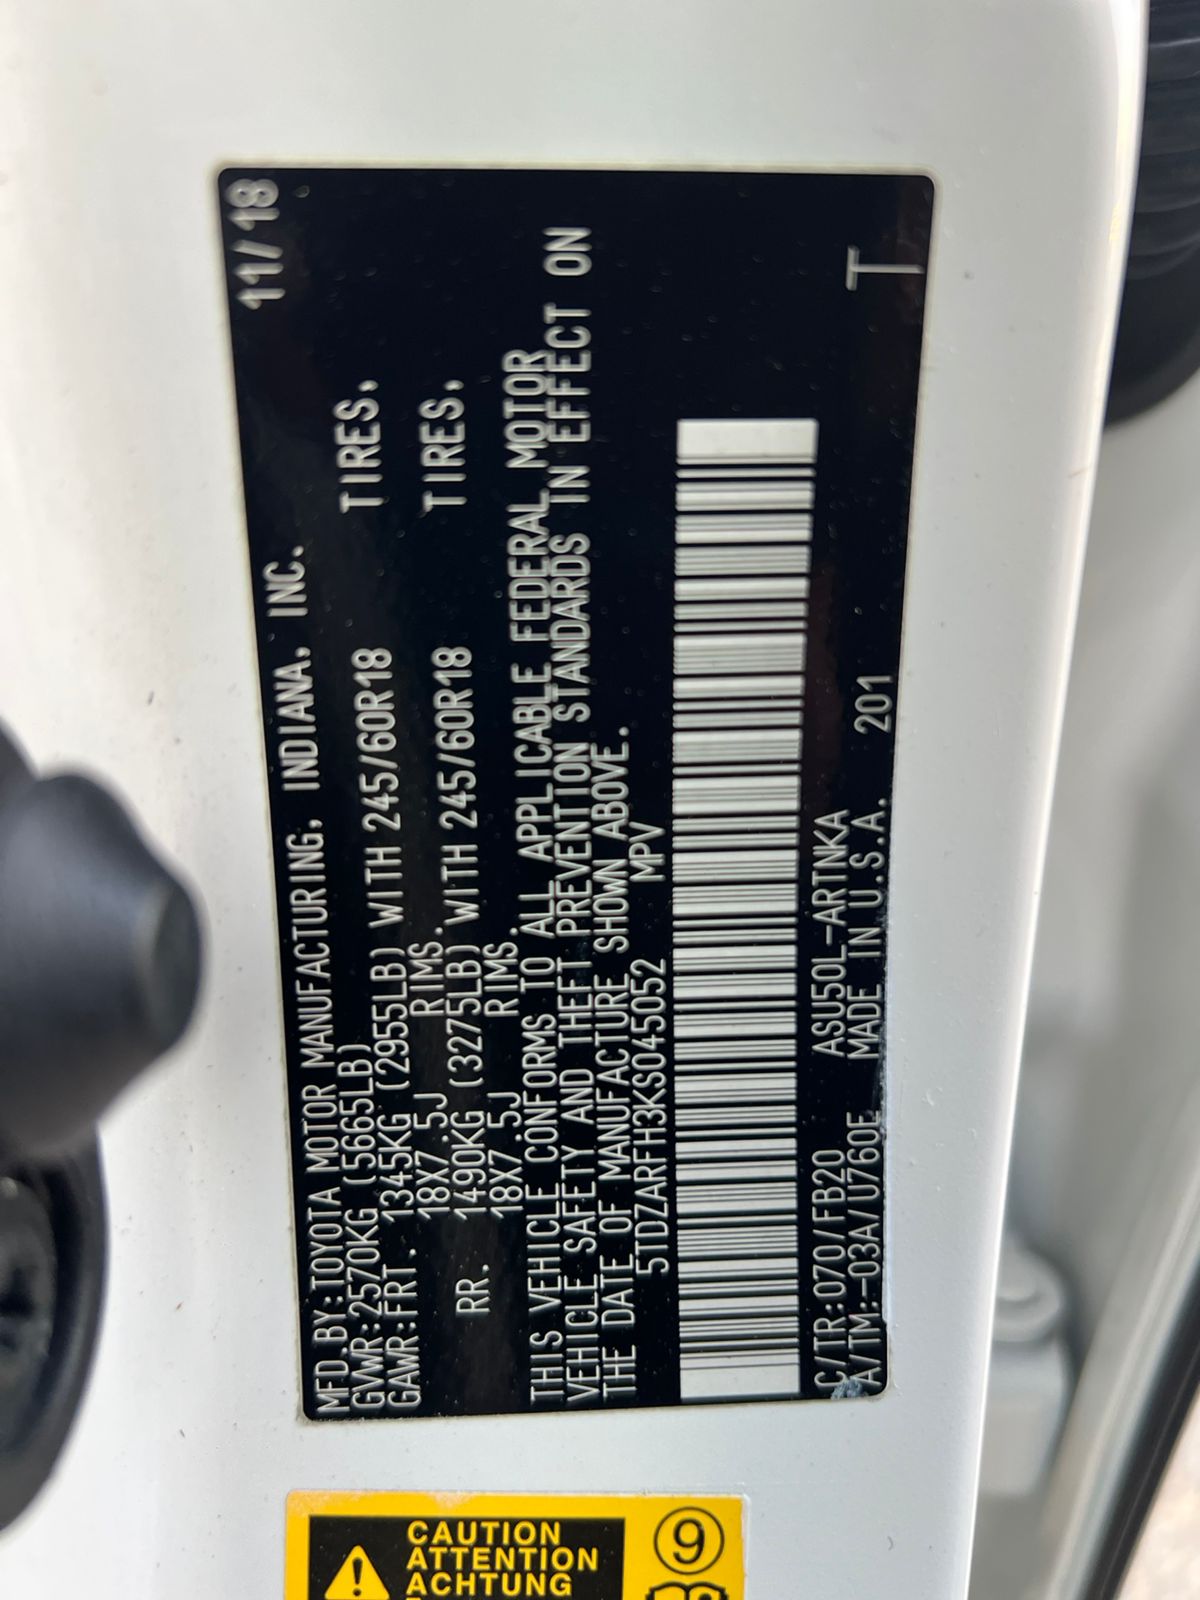 MFD.BY:TOYOTA MOTOR MANUFACTURING, INDIANA, INC. 11/18
GVWR:2570KG (5665LB)
GAWR:FRT. 1345KG (2955LB) WITH 245/60R18 TIRES,
18X7.5J RIMS.
RR. 1490KG (3275LB) WITH 245/60R18 TIRES,
18X7.5J RIMS.
THIS VEHICLE CONFORMS TO ALL APPLICABLE FEDERAL MOTOR
VEHICLE SAFETY AND THEFT PREVENTION STANDARDS IN EFFECT ON
THE DATE OF MANUFACTURE SHOWN ABOVE.
5TDZARFH3KS045052 MPV
C/TR:070/FB20 ASU50L-ARTNKA
A/TM:-03A/U760E MADE IN U.S.A. 201 T
CAUTION
ATTENTION
ACHTUNG
9